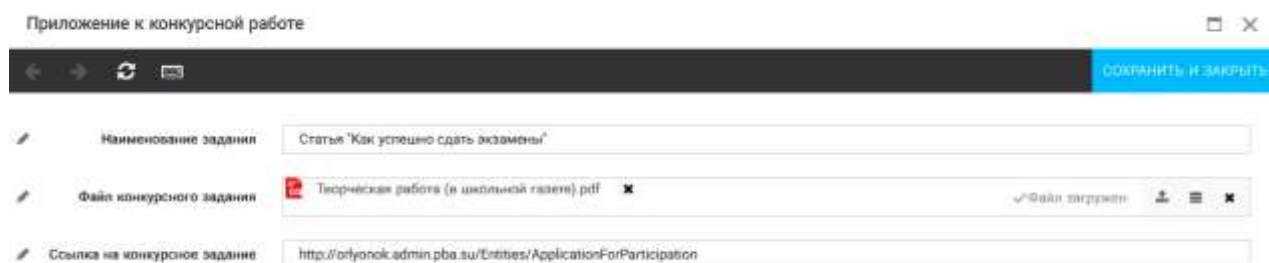 Приложение к конкурсной работе
СОХРАНИТЬ И ЗАКРЫТЬ
Наименование задания Статья "Как успешно сдать экзамены"
Файл конкурсного задания Творческая работа (в школьной газете).pdf Файл загружен
Ссылка на конкурсное задание http://orlyonok.admin.pba.su/Entities/ApplicationForParticipation